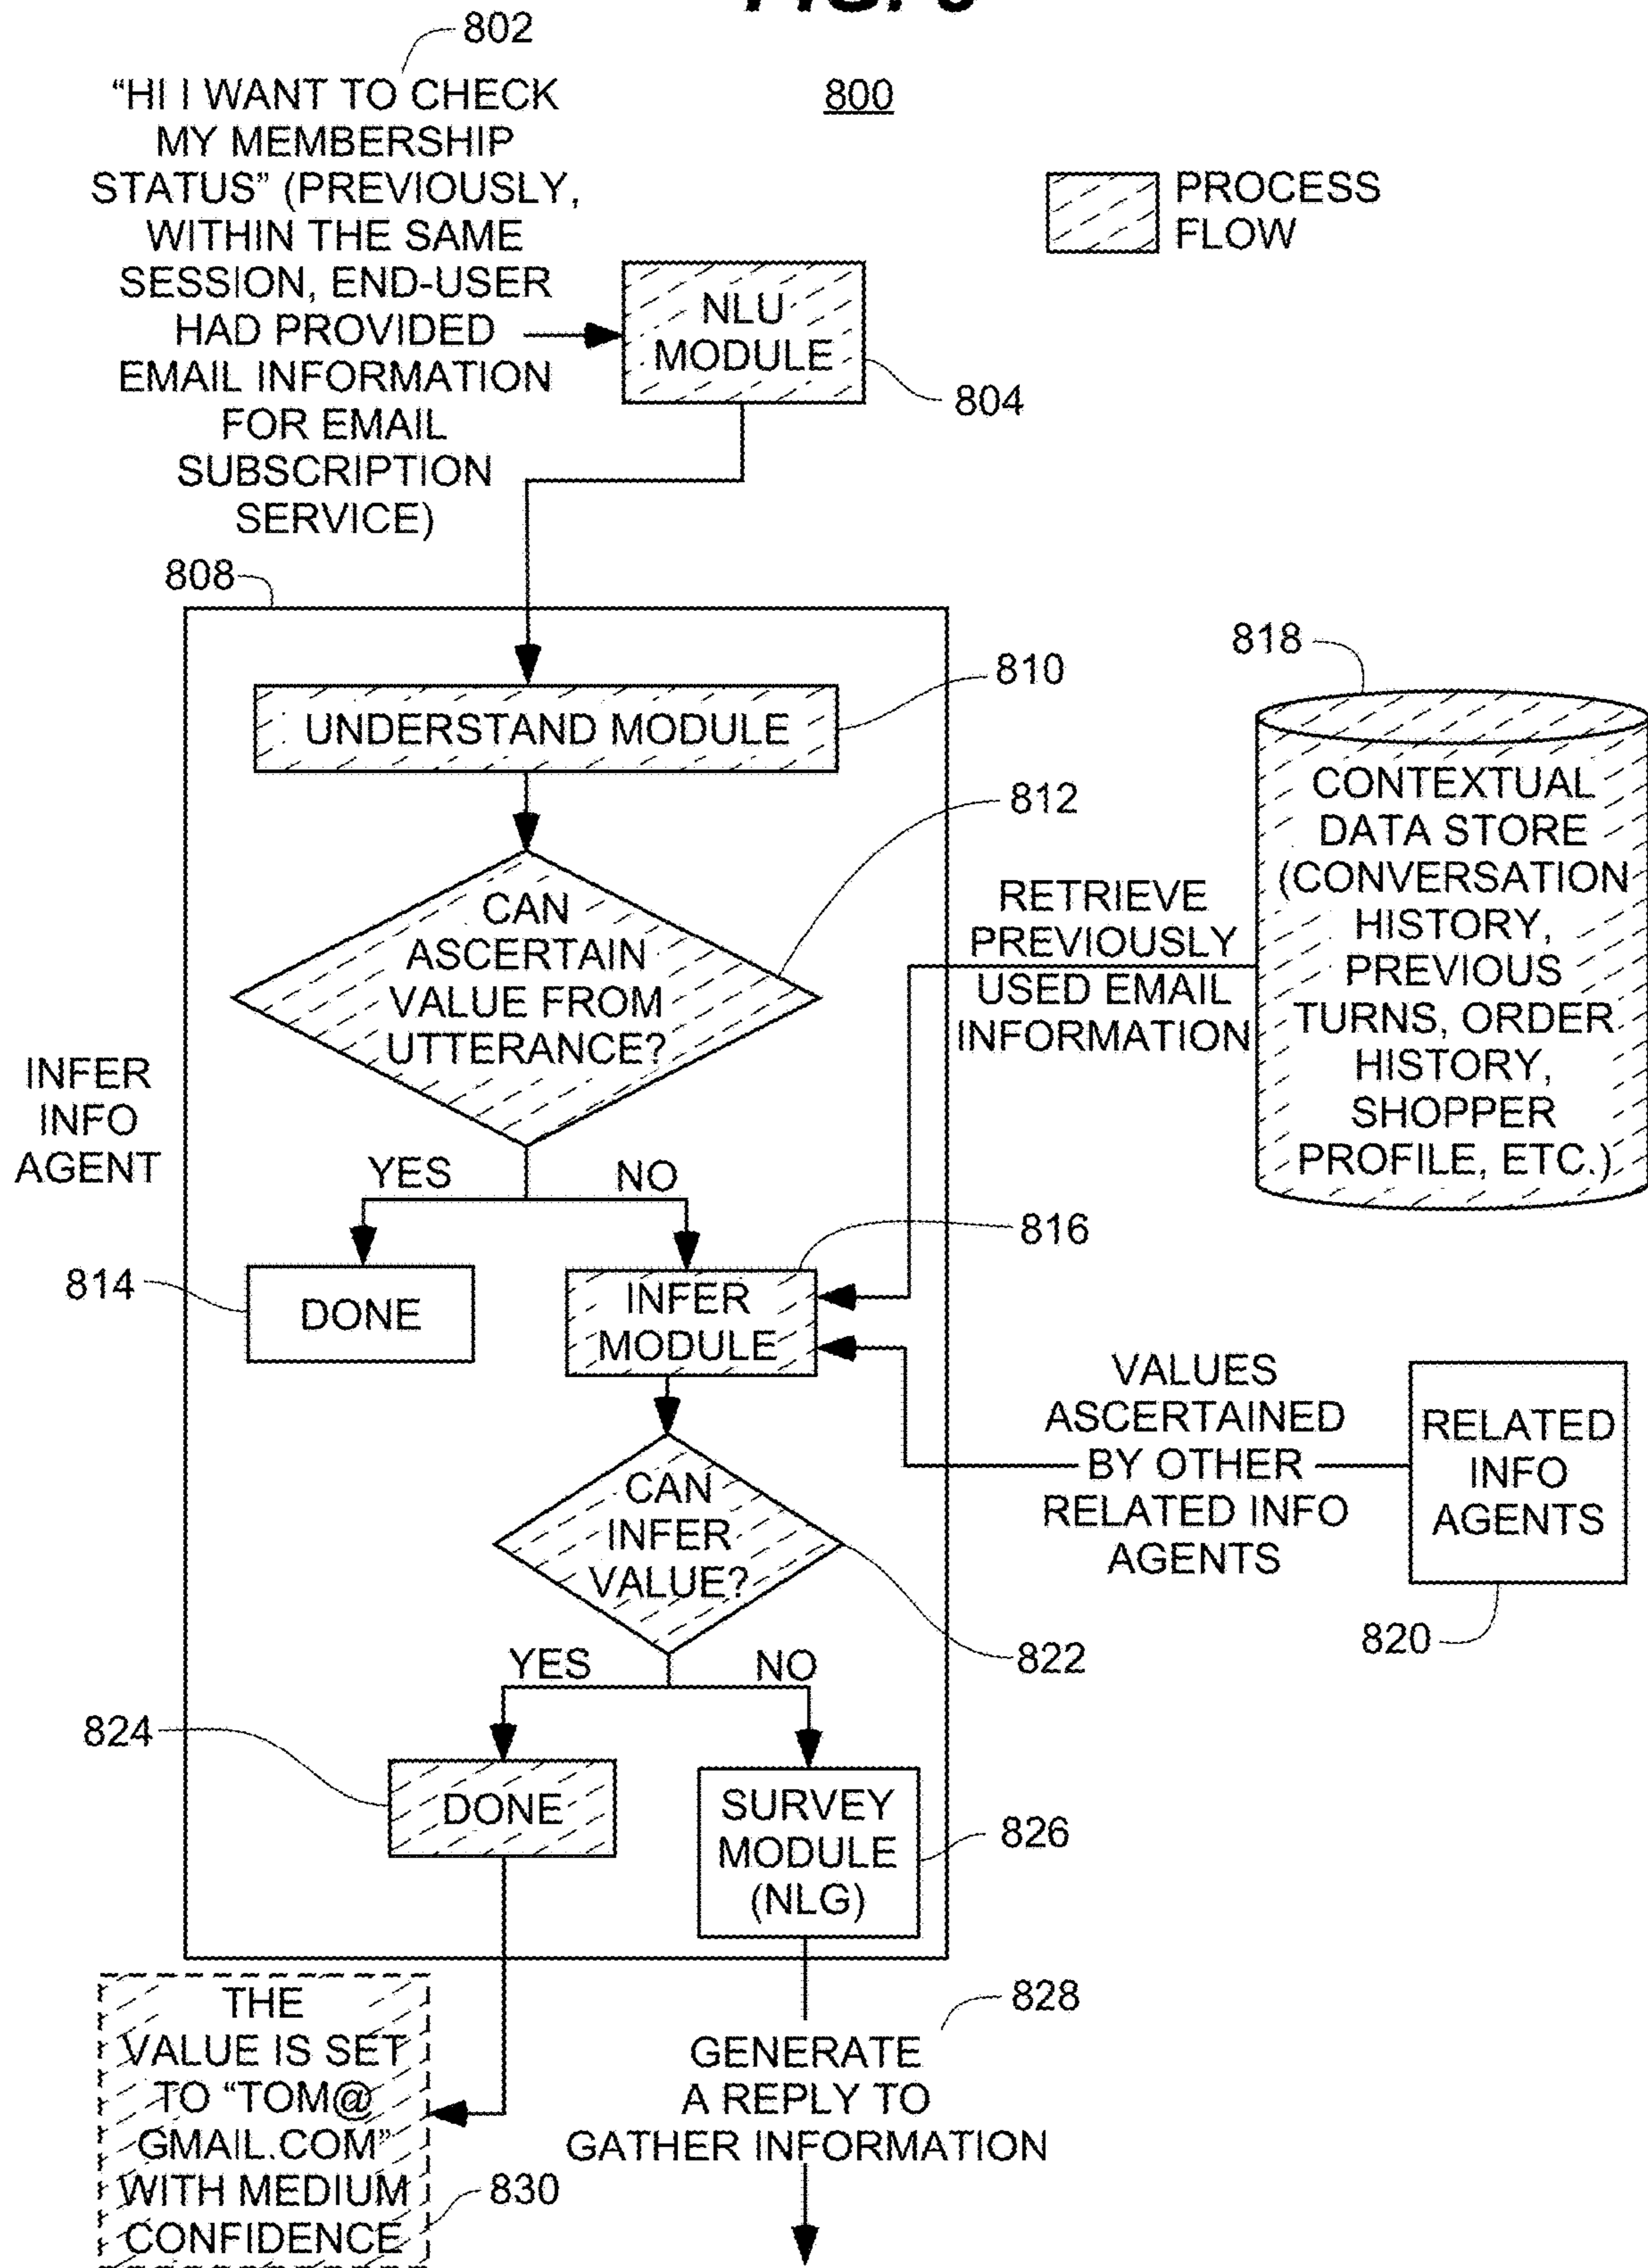 802
800
“HI I WANT TO CHECK
MY MEMBERSHIP
STATUS” (PREVIOUSLY,
WITHIN THE SAME
SESSION, END-USER
HAD PROVIDED
EMAIL INFORMATION
FOR EMAIL
SUBSCRIPTION
SERVICE)
PROCESS
FLOW
NLU
MODULE
804
808
810
UNDERSTAND MODULE
812
CAN
ASCERTAIN
VALUE FROM
UTTERANCE?
818
CONTEXTUAL
DATA STORE
(CONVERSATION
HISTORY,
PREVIOUS
TURNS, ORDER
HISTORY,
SHOPPER
PROFILE, ETC.)
RETRIEVE
PREVIOUSLY
USED EMAIL
INFORMATION
INFER
INFO
AGENT
YES
NO
814
DONE
816
INFER
MODULE
VALUES
ASCERTAINED
BY OTHER
RELATED INFO
AGENTS
RELATED
INFO
AGENTS
820
CAN
INFER
VALUE?
822
YES
NO
824
DONE
SURVEY
MODULE
(NLG)
826
828
GENERATE
A REPLY TO
GATHER INFORMATION
THE
VALUE IS SET
TO “TOM@
GMAIL.COM”
WITH MEDIUM
CONFIDENCE
830